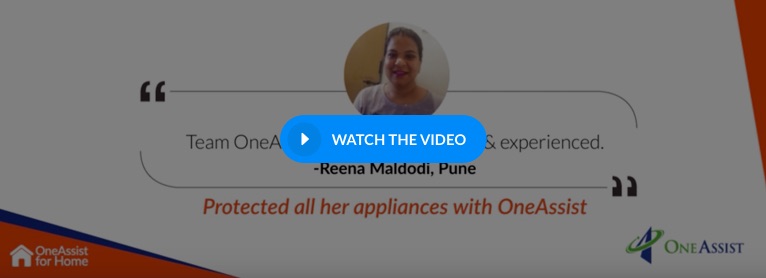 “
Team OneA
WATCH THE VIDEO
& experienced.
-Reena Maldodi, Pune
”
Protected all her appliances with OneAssist
OneAssist
for Home
ONEASSIST